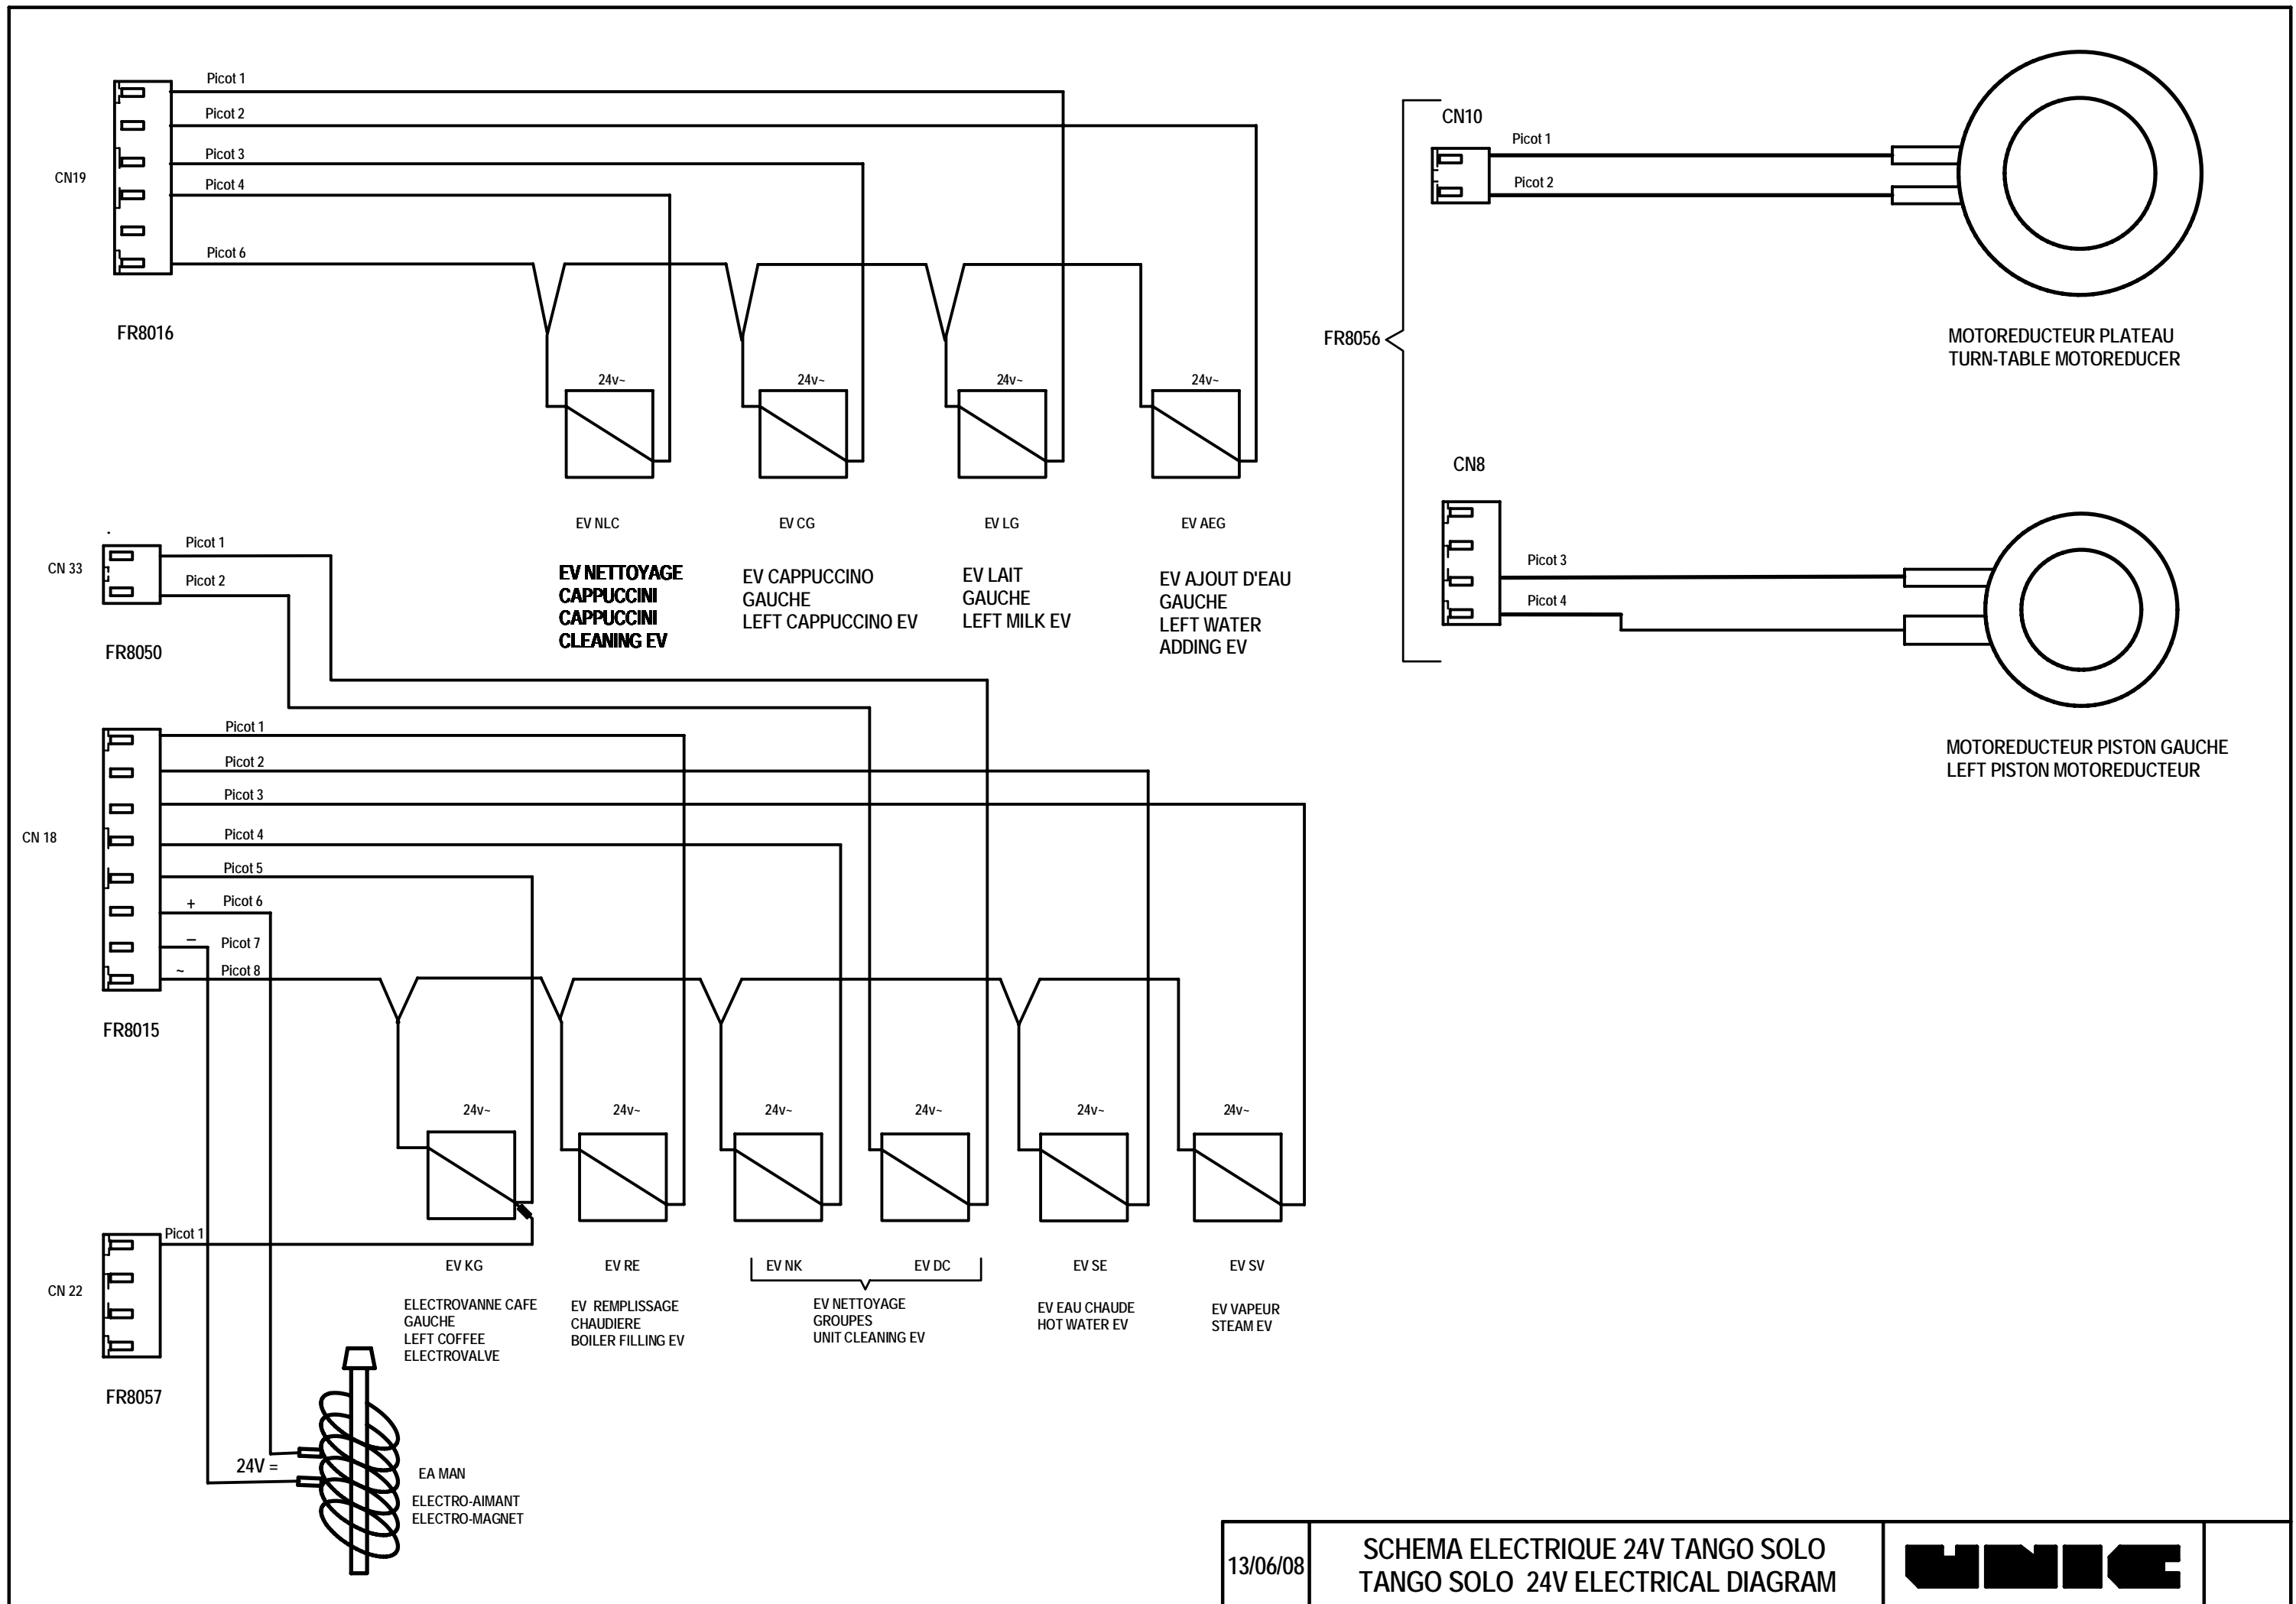 Picot 1
Picot 2
Picot 3
Picot 4
Picot 6
CN19
FR8016
24v~
24v~
24v~
24v~
EV NLC
EV CG
EV LG
EV AEG
EV NETTOYAGE
CAPPUCCINI
CAPPUCCINI
CLEANING EV
EV CAPPUCCINO
GAUCHE
LEFT CAPPUCCINO EV
EV LAIT
GAUCHE
LEFT MILK EV
EV AJOUT D'EAU
GAUCHE
LEFT WATER
ADDING EV
CN10
Picot 1
Picot 2
FR8056
MOTOREDUCTEUR PLATEAU
TURN-TABLE MOTOREDUCER
CN8
Picot 3
Picot 4
MOTOREDUCTEUR PISTON GAUCHE
LEFT PISTON MOTOREDUCTEUR
CN 33
Picot 1
Picot 2
FR8050
CN 18
Picot 1
Picot 2
Picot 3
Picot 4
Picot 5
+ Picot 6
– Picot 7
~ Picot 8
FR8015
24v~
24v~
24v~
24v~
24v~
24v~
Picot 1
CN 22
FR8057
EV KG
EV RE
EV NK
EV DC
EV SE
EV SV
ELECTROVANNE CAFE
GAUCHE
LEFT COFFEE
ELECTROVALVE
EV REMPLISSAGE
CHAUDIERE
BOILER FILLING EV
EV NETTOYAGE
GROUPES
UNIT CLEANING EV
EV EAU CHAUDE
HOT WATER EV
EV VAPEUR
STEAM EV
24V =
EA MAN
ELECTRO-AIMANT
ELECTRO-MAGNET
13/06/08
SCHEMA ELECTRIQUE 24V TANGO SOLO
TANGO SOLO 24V ELECTRICAL DIAGRAM
UNIC